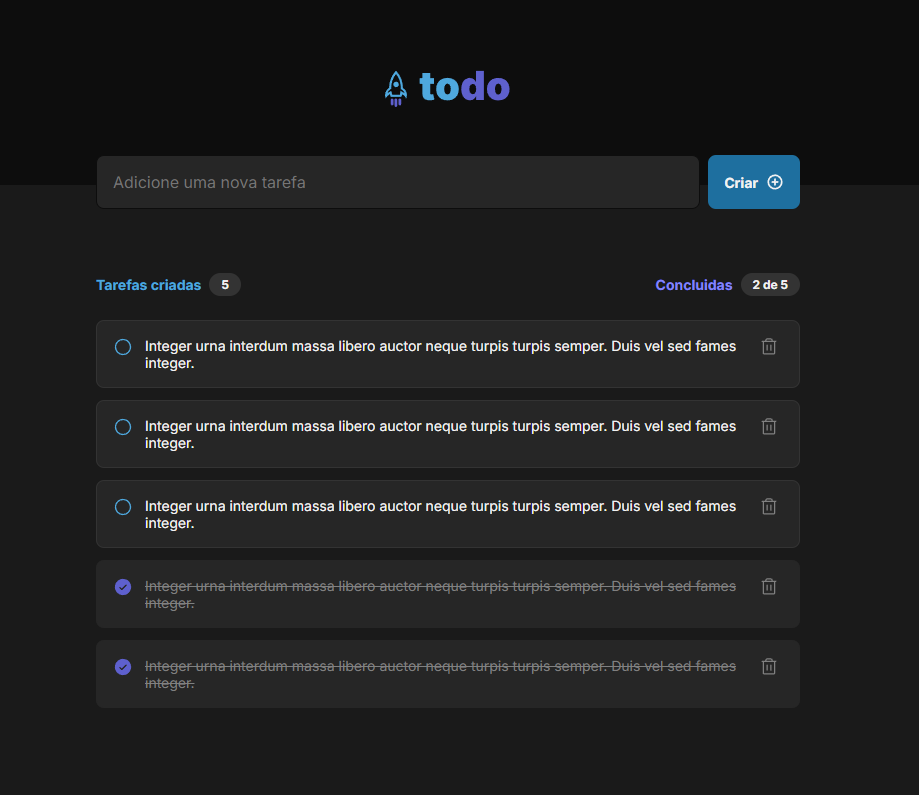 todo
Adicione uma nova tarefa
Criar
Tarefas criadas 5
Concluidas 2 de 5
Integer urna interdum massa libero auctor neque turpis turpis semper. Duis vel sed fames
integer.
Integer urna interdum massa libero auctor neque turpis turpis semper. Duis vel sed fames
integer.
Integer urna interdum massa libero auctor neque turpis turpis semper. Duis vel sed fames
integer.
Integer urna interdum massa libero auctor neque turpis turpis semper. Duis vel sed fames
integer.
Integer urna interdum massa libero auctor neque turpis turpis semper. Duis vel sed fames
integer.